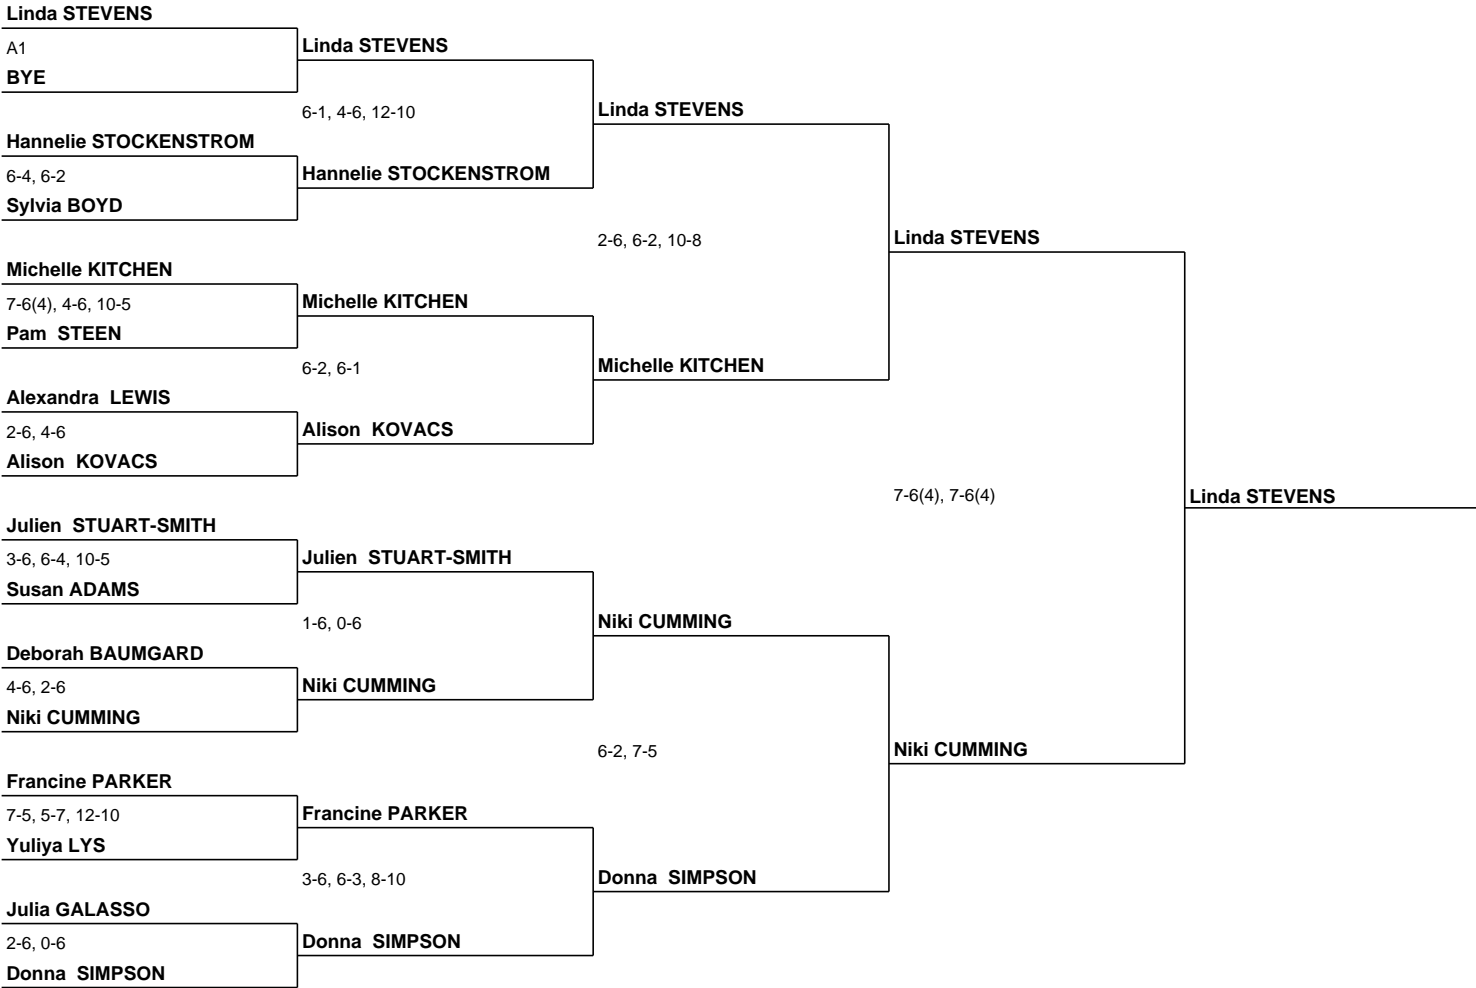 Linda STEVENS
A1
Linda STEVENS
BYE
6-1, 4-6, 12-10
Linda STEVENS
Hannelie STOCKENSTROM
6-4, 6-2
Hannelie STOCKENSTROM
Sylvia BOYD
2-6, 6-2, 10-8
Linda STEVENS
Michelle KITCHEN
7-6(4), 4-6, 10-5
Michelle KITCHEN
Pam STEEN
6-2, 6-1
Michelle KITCHEN
Alexandra LEWIS
2-6, 4-6
Alison KOVACS
Alison KOVACS
7-6(4), 7-6(4)
Linda STEVENS
Julien STUART-SMITH
3-6, 6-4, 10-5
Julien STUART-SMITH
Susan ADAMS
1-6, 0-6
Niki CUMMING
Deborah BAUMGARD
4-6, 2-6
Niki CUMMING
Niki CUMMING
6-2, 7-5
Niki CUMMING
Francine PARKER
7-5, 5-7, 12-10
Francine PARKER
Yuliya LYS
3-6, 6-3, 8-10
Donna SIMPSON
Julia GALASSO
2-6, 0-6
Donna SIMPSON
Donna SIMPSON